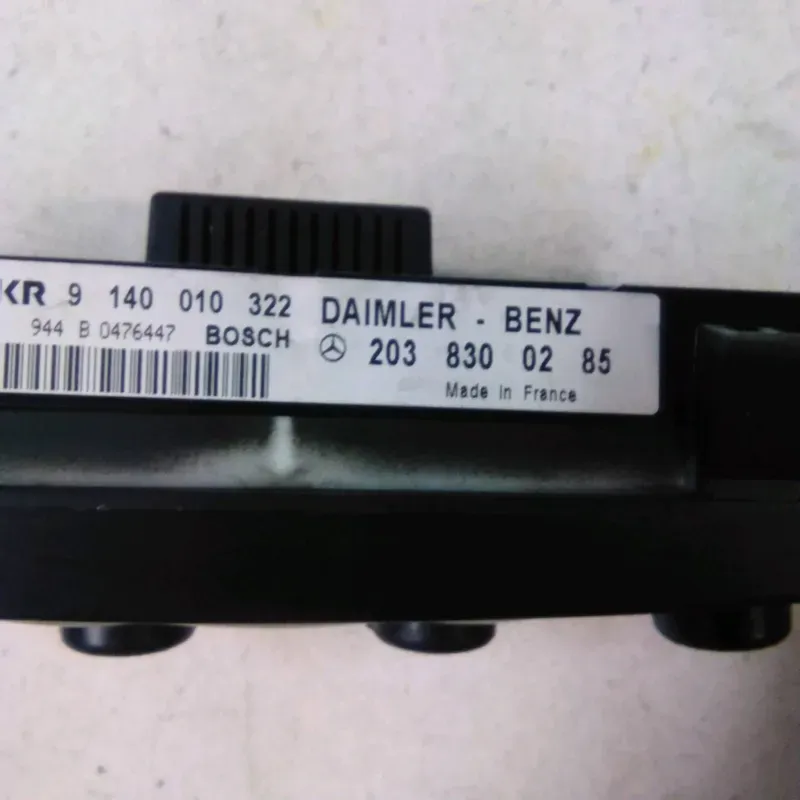 KR 9 140 010 322 DAIMLER - BENZ
944 B 0476447 BOSCH 203 830 02 85
Made in France